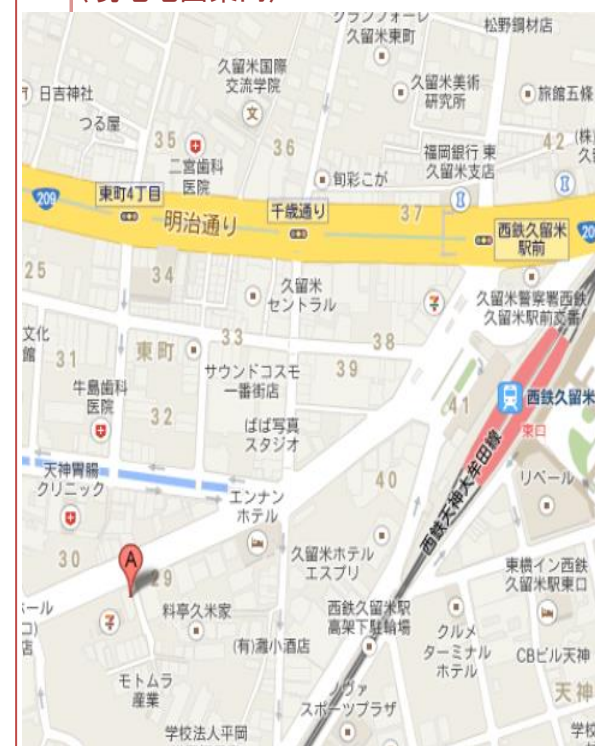 グランフォーレ
久留米東町
松野鋼材店
久留米国際
交流学院
日吉神社
久留米美術
研究所
旅館五條
つる屋
35
二宮歯科
医院
36
42
(株)
福岡銀行 東
久留米支店
旬彩こが
209
東町4丁目
明治通り
千歳通り
37
西鉄久留米
駅前
25
34
久留米
セントラル
久留米警察署西鉄
久留米駅前交番
文化
館
31
東町
33
38
サウンドコスモ
一番街店
39
牛島歯科
医院
32
41
西鉄久留米
東口
ばば写真
スタジオ
天神胃腸
クリニック
エンナン
ホテル
40
西鉄天神大牟田線
リベール
30
A
29
久留米ホテル
エスプリ
東横イン西鉄
久留米駅東口
料亭久米家
(有)灘小酒店
西鉄久留米駅
高架下駐輪場
クルメ
ターミナル
ホテル
CBビル天神
モトムラ
産業
ノヴァ
スポーツプラザ
天神
学校法人平岡
学校